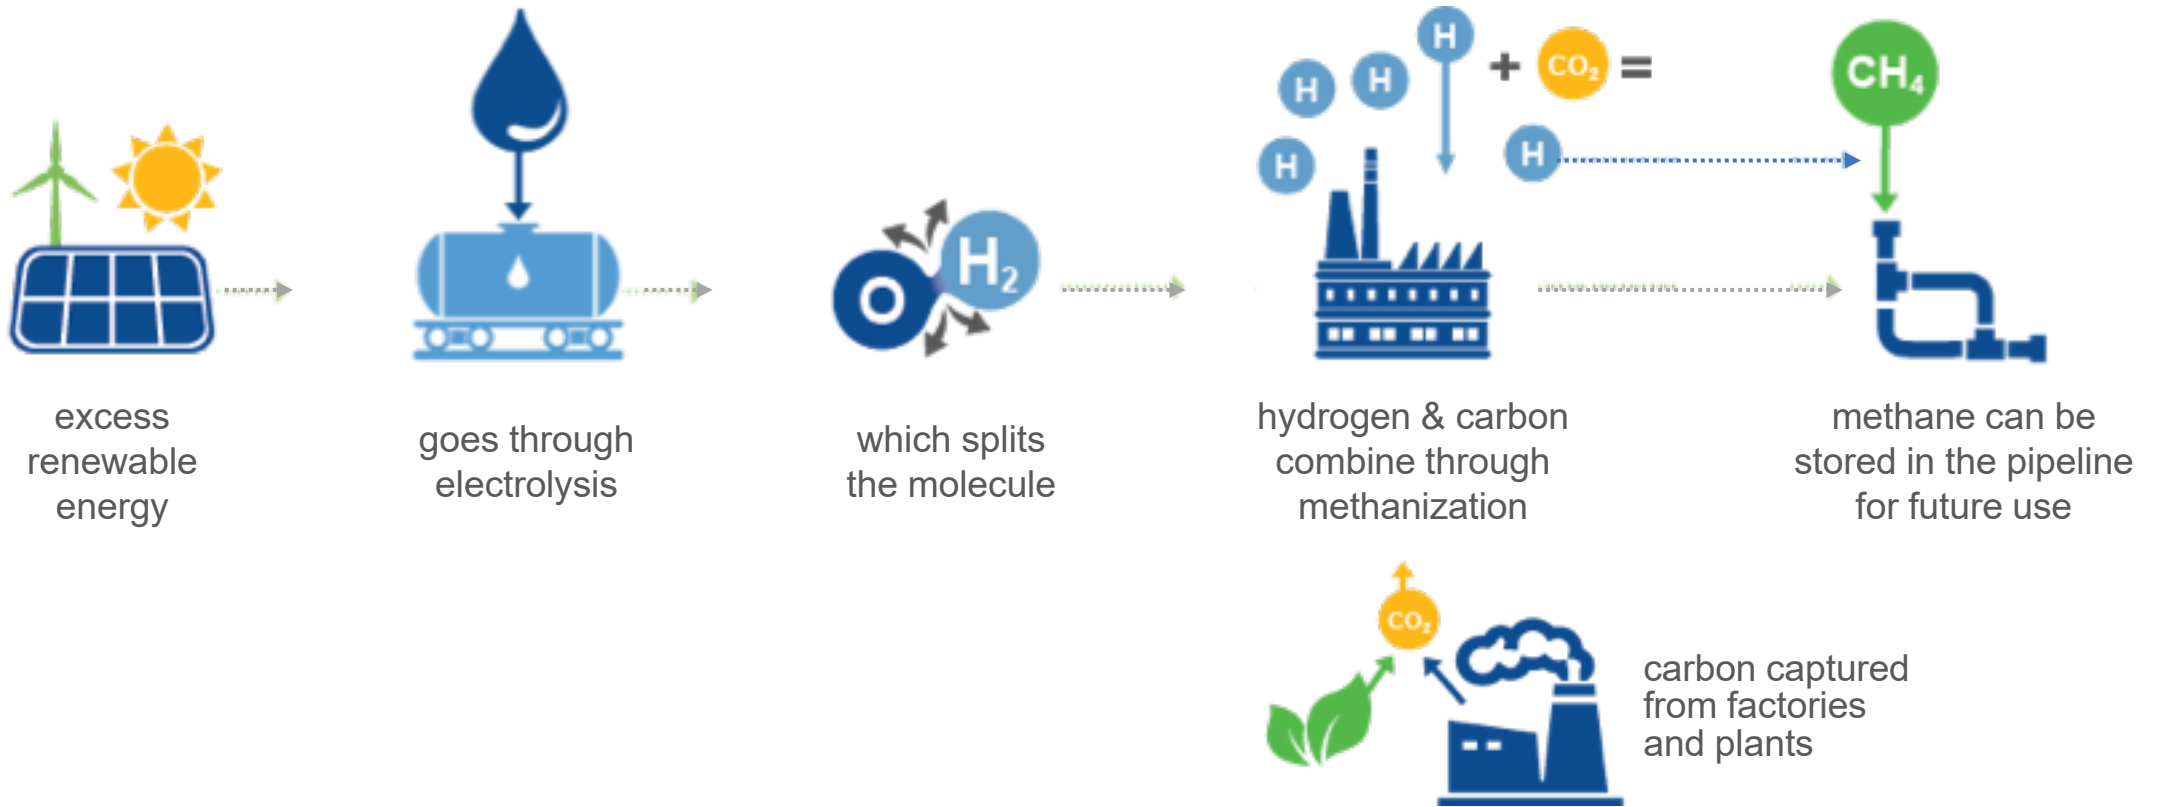 H
H
H
H + CO₂ =
H
CH₄
O H₂
excess
renewable
energy
goes through
electrolysis
which splits
the molecule
hydrogen & carbon
combine through
methanization
methane can be
stored in the pipeline
for future use
CO₂
carbon captured
from factories
and plants